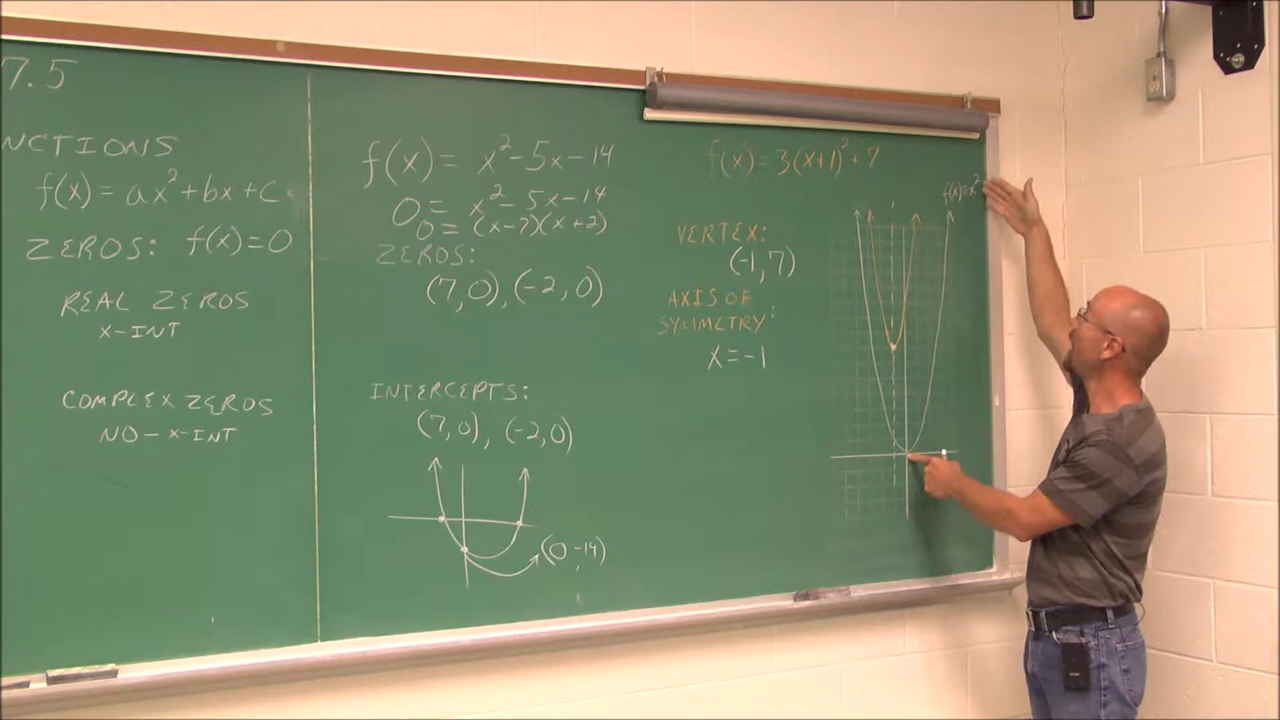 7.5
NCTIONS
f(x) = ax² + bx + c
ZEROS: f(x) = 0
REAL ZEROS
X-INT
COMPLEX ZEROS
NO - X-INT
f(x) = x² - 5x - 14
0 = x² - 5x - 14
0 = (x - 7)(x + 2)
ZEROS:
(7,0), (-2,0)
INTERCEPTS:
(7,0), (-2,0)
(0,-14)
f(x) = 3(x+1)² + 7
VERTEX:
(-1,7)
AXIS OF
SYMMETRY:
X = -1
f(x)=x²